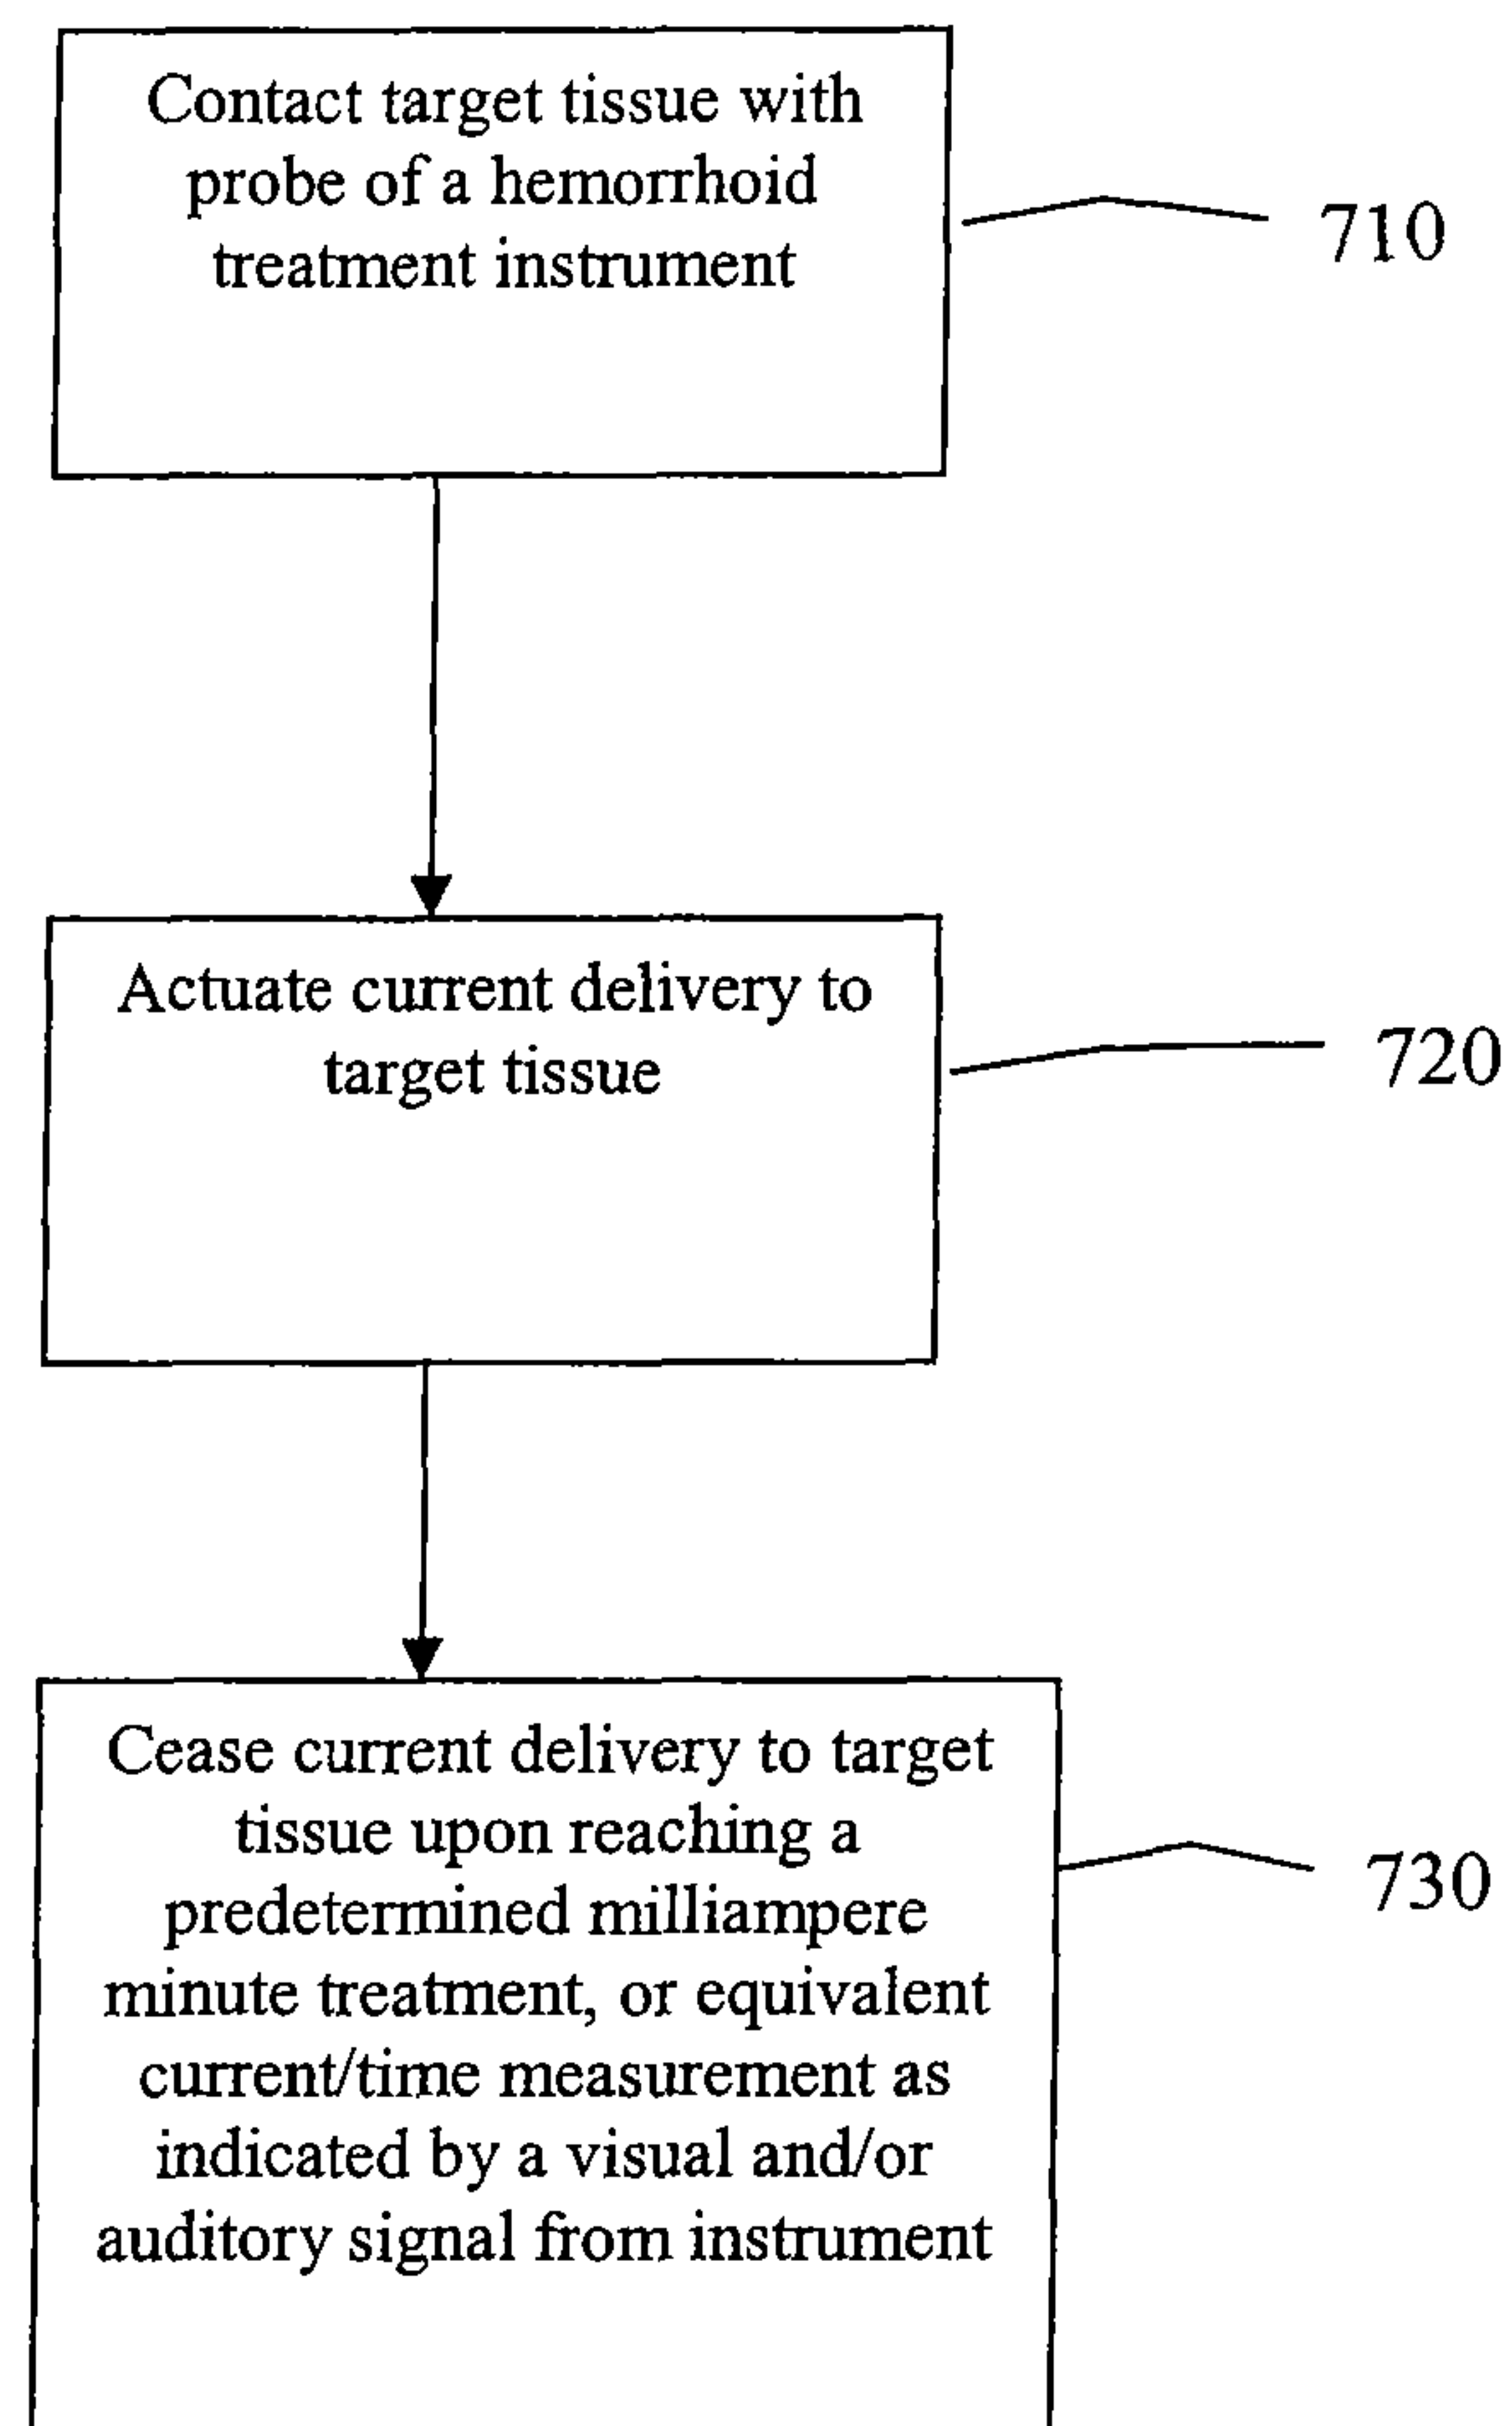 Contact target tissue with
probe of a hemorrhoid
treatment instrument
710
Actuate current delivery to
target tissue
720
Cease current delivery to target
tissue upon reaching a
predetermined milliampere
minute treatment, or equivalent
current/time measurement as
indicated by a visual and/or
auditory signal from instrument
730